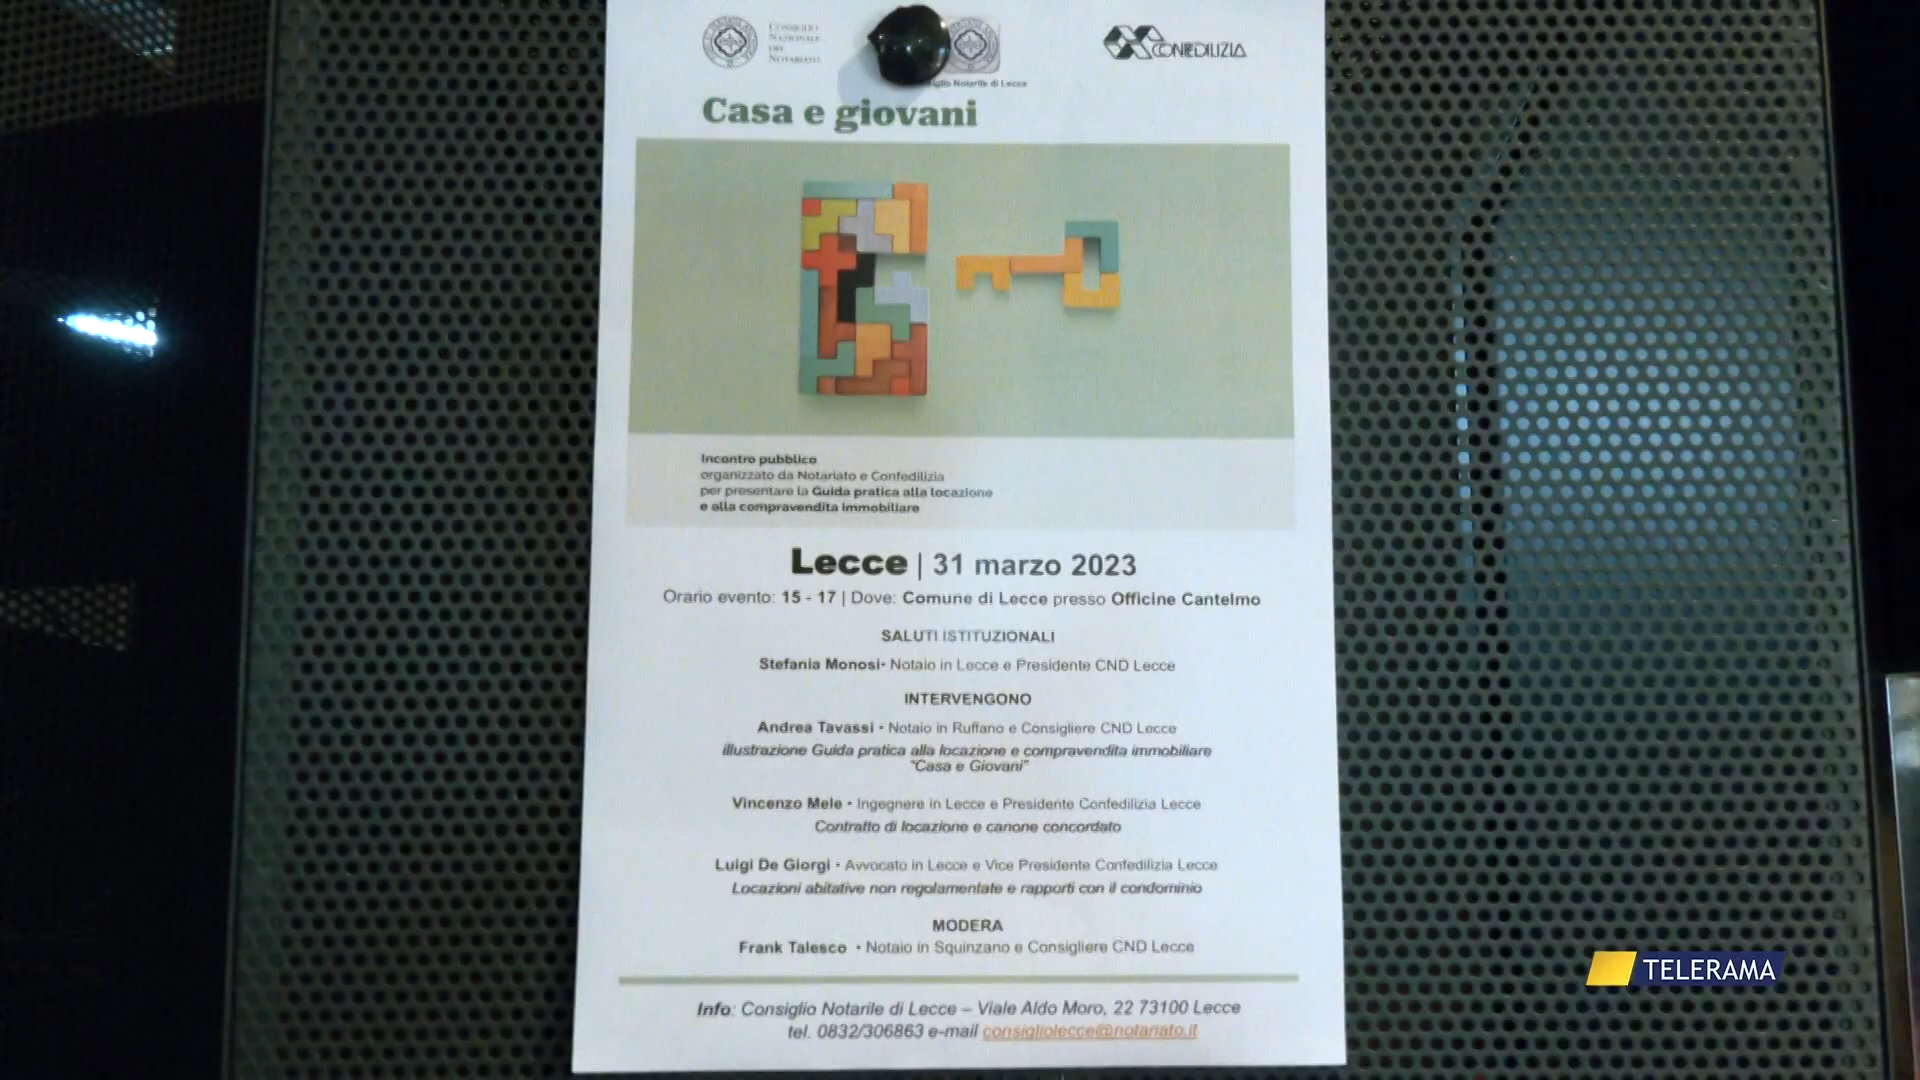 CONSIGLIO
NAZIONALE
DEL
NOTARIATO
Notarile di Lecce
CONFEDILIZIA
Casa e giovani
Incontro pubblico
organizzato da Notariato e Confedilizia
per presentare la Guida pratica alla locazione
e alla compravendita immobiliare
Lecce | 31 marzo 2023
Orario evento: 15 - 17 | Dove: Comune di Lecce presso Officine Cantelmo
SALUTI ISTITUZIONALI
Stefania Monosi• Notaio in Lecce e Presidente CND Lecce
INTERVENGONO
Andrea Tavassi • Notaio in Ruffano e Consigliere CND Lecce
illustrazione Guida pratica alla locazione e compravendita immobiliare
"Casa e Giovani"
Vincenzo Mele • Ingegnere in Lecce e Presidente Confedilizia Lecce
Contratto di locazione e canone concordato
Luigi De Giorgi • Avvocato in Lecce e Vice Presidente Confedilizia Lecce
Locazioni abitative non regolamentate e rapporti con il condominio
MODERA
Frank Talesco • Notaio in Squinzano e Consigliere CND Lecce
Info: Consiglio Notarile di Lecce – Viale Aldo Moro, 22 73100 Lecce
tel. 0832/306863 e-mail consigliolecce@notariato.it
TELERAMA